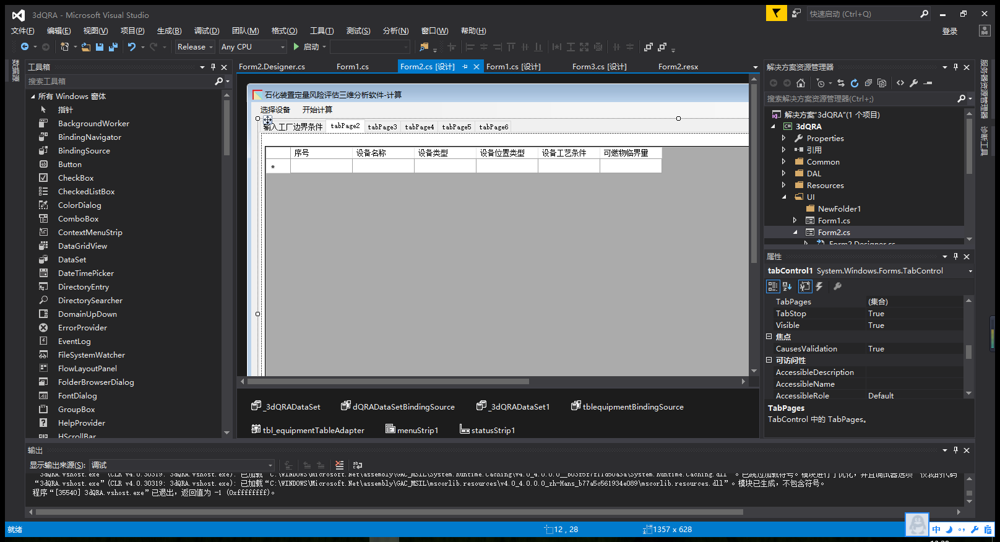 3dQRA - Microsoft Visual Studio
快速启动 (Ctrl+Q)
文件(F) 编辑(E) 视图(V) 项目(P) 生成(B) 调试(D) 团队(M) 格式(O) 工具(T) 测试(S) 分析(N) 窗口(W) 帮助(H)
登录
Release Any CPU 启动
数据源
工具箱
搜索工具箱
所有 Windows 窗体
指针
BackgroundWorker
BindingNavigator
BindingSource
Button
CheckBox
CheckedListBox
ColorDialog
ComboBox
ContextMenuStrip
DataGridView
DataSet
DateTimePicker
DirectoryEntry
DirectorySearcher
DomainUpDown
ErrorProvider
EventLog
FileSystemWatcher
FlowLayoutPanel
FolderBrowserDialog
FontDialog
GroupBox
HelpProvider
HScrollBar
Form2.Designer.cs Form1.cs Form2.cs [设计] Form1.cs [设计] Form3.cs [设计] Form2.resx
石化装置定量风险评估三维分析软件-计算
选择设备 开始计算
输入工厂边界条件 tabPage2 tabPage3 tabPage4 tabPage5 tabPage6
序号 设备名称 设备类型 设备位置类型 设备工艺条件 可燃物临界量
*
_3dQRADataSet dQRADataSetBindingSource _3dQRADataSet1 tblequipmentBindingSource
tbl_equipmentTableAdapter menuStrip1 statusStrip1
解决方案资源管理器
搜索解决方案资源管理器(Ctrl+;)
解决方案"3dQRA"(1 个项目)
3dQRA
Properties
引用
Common
DAL
Resources
UI
NewFolder1
Form1.cs
Form2.cs
Form2.Designer.cs
属性
tabControl1 System.Windows.Forms.TabControl
TabPages (集合)
TabStop True
Visible True
焦点
CausesValidation True
可访问性
AccessibleDescription
AccessibleName
AccessibleRole Default
TabPages
TabControl 中的 TabPages。
服务器资源管理器
诊断工具
输出
显示输出来源(S): 调试
"3dQRA.vshost.exe"(CLR v4.0.30319: 3dQRA.vshost.exe): 已加载"C:\WINDOWS\Microsoft.Net\assembly\GAC_MSIL\mscorlib.resources\v4.0_4.0.0.0_zh-Hans_b77a5c561934e089\mscorlib.resources.dll"。模块已生成，不包含符号。
程序"[35540] 3dQRA.vshost.exe"已退出，返回值为 -1 (0xffffffff)。
就绪 12 , 28 1357 x 628
中